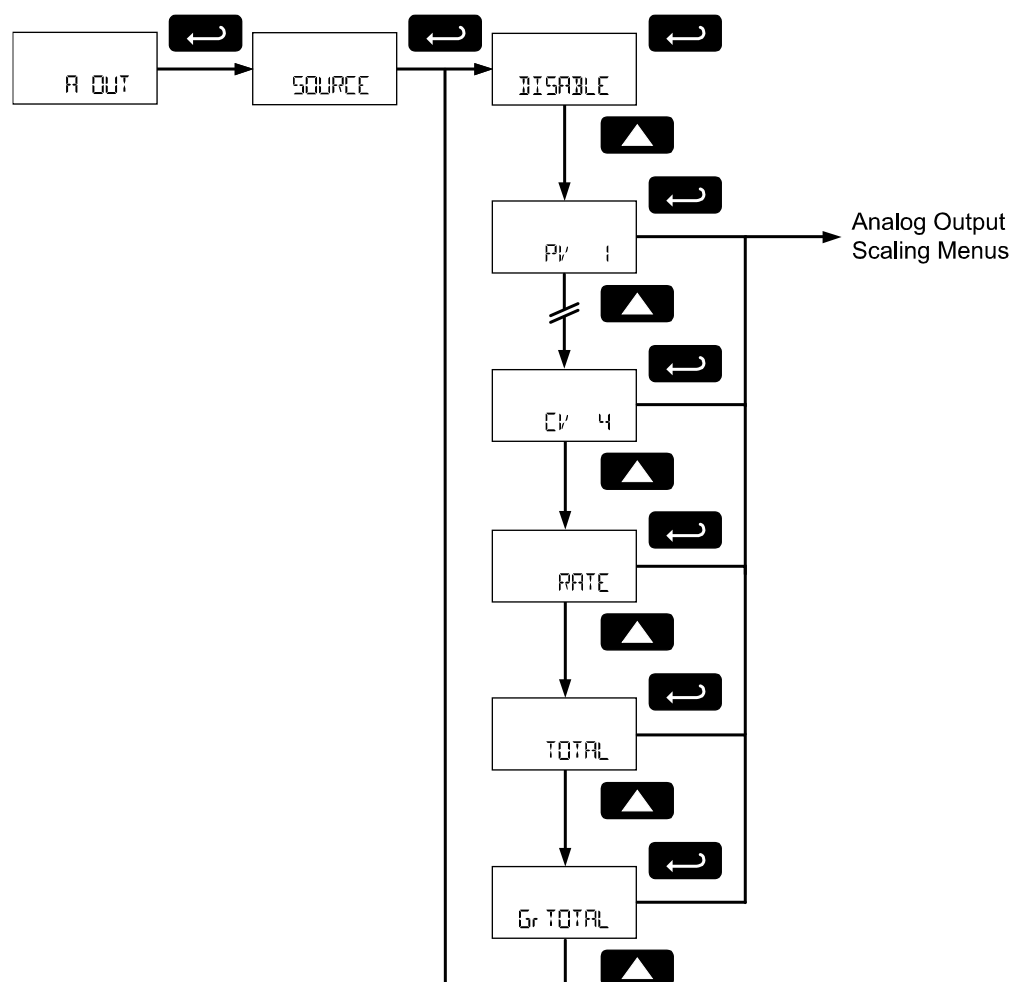 A OUT
SOURCE
DISABLE
PV 1
Analog Output
Scaling Menus
CV 4
RATE
TOTAL
Gr TOTAL